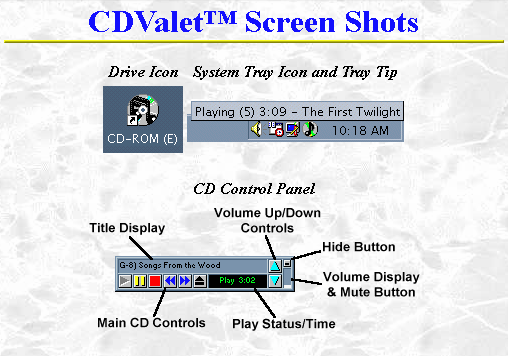 CDValet™ Screen Shots
Drive Icon
System Tray Icon and Tray Tip
CD-ROM (E)
Playing (5) 3:09 - The First Twilight
10:18 AM
CD Control Panel
Volume Up/Down
Controls
Title Display
Hide Button
G-8) Songs From the Wood
Play 3:02
Volume Display
& Mute Button
Main CD Controls
Play Status/Time